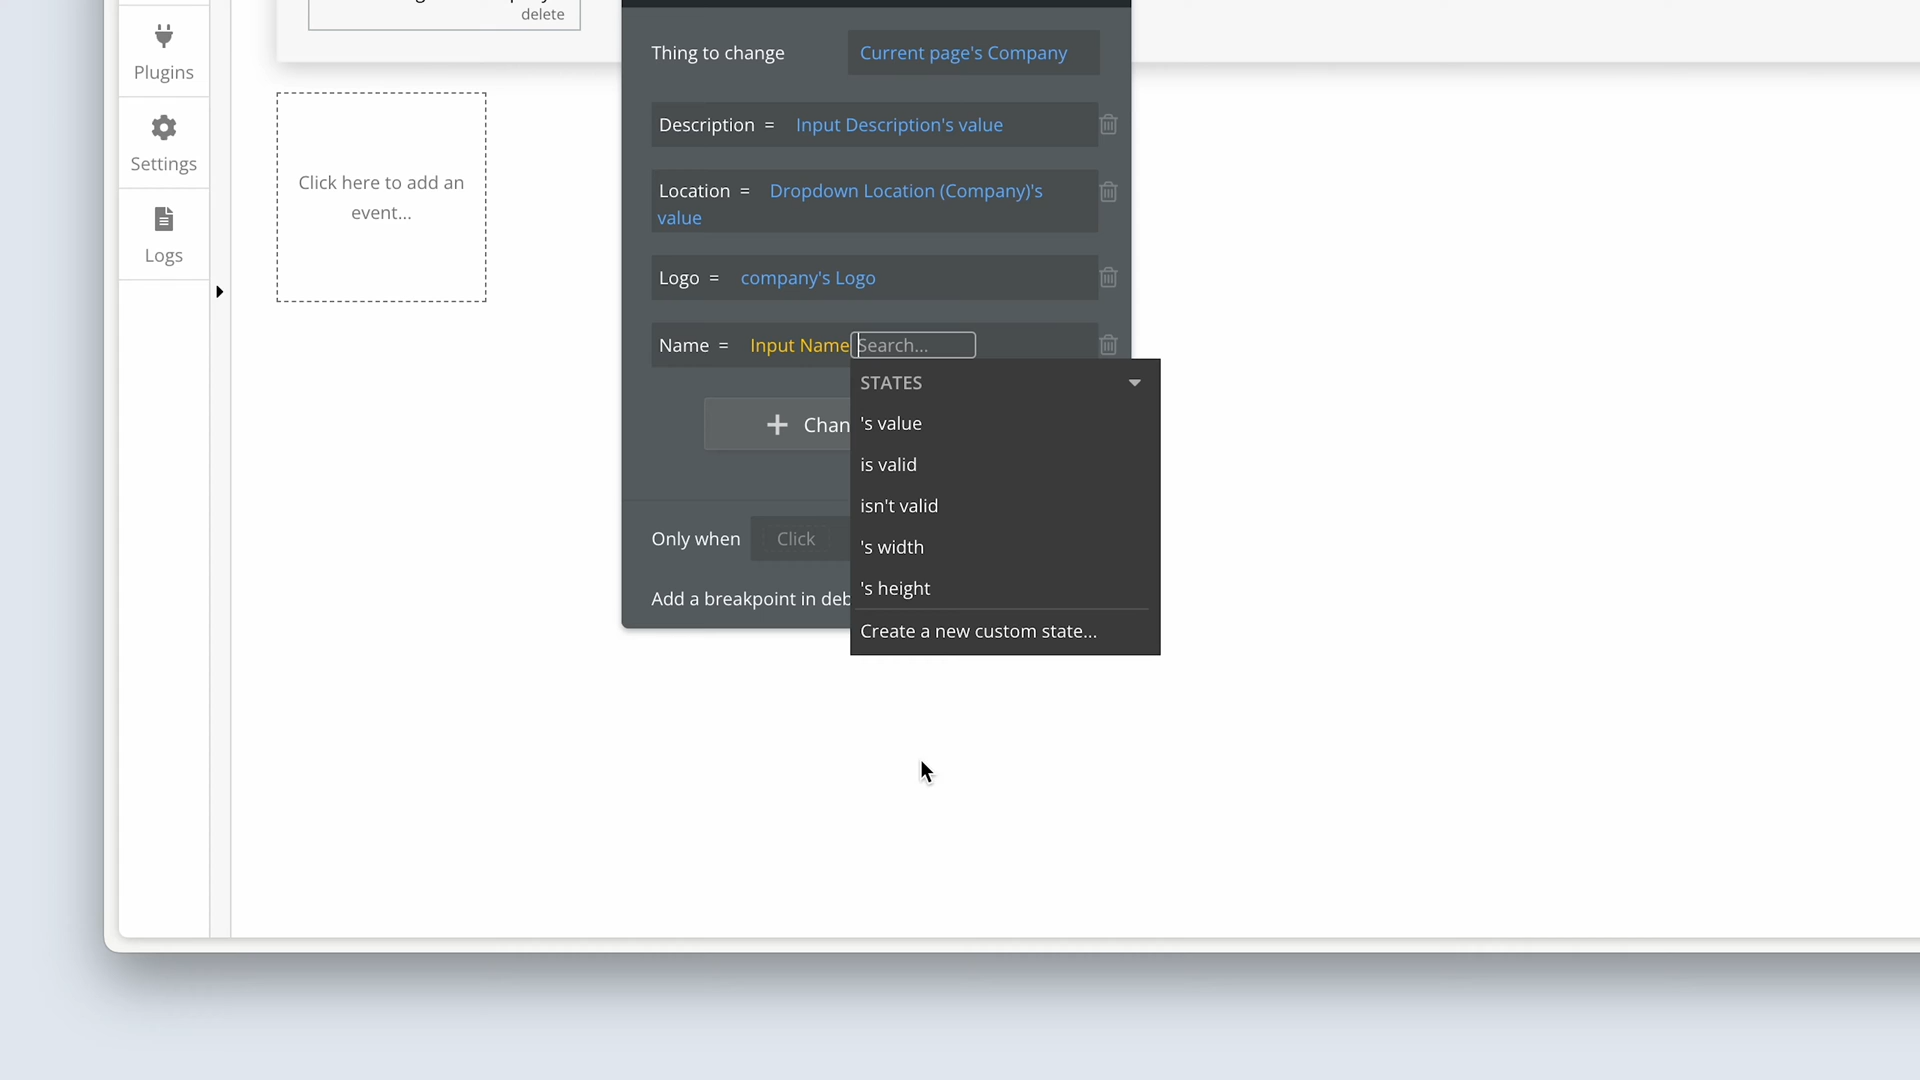 delete
Plugins
Thing to change
Current page's Company
Description = Input Description's value
Settings
Click here to add an
event...
Location = Dropdown Location (Company)'s
value
Logs
Logo = company's Logo
Name = Input Name Search...
STATES
's value
Chan
is valid
isn't valid
Only when Click
's width
's height
Add a breakpoint in deb
Create a new custom state...